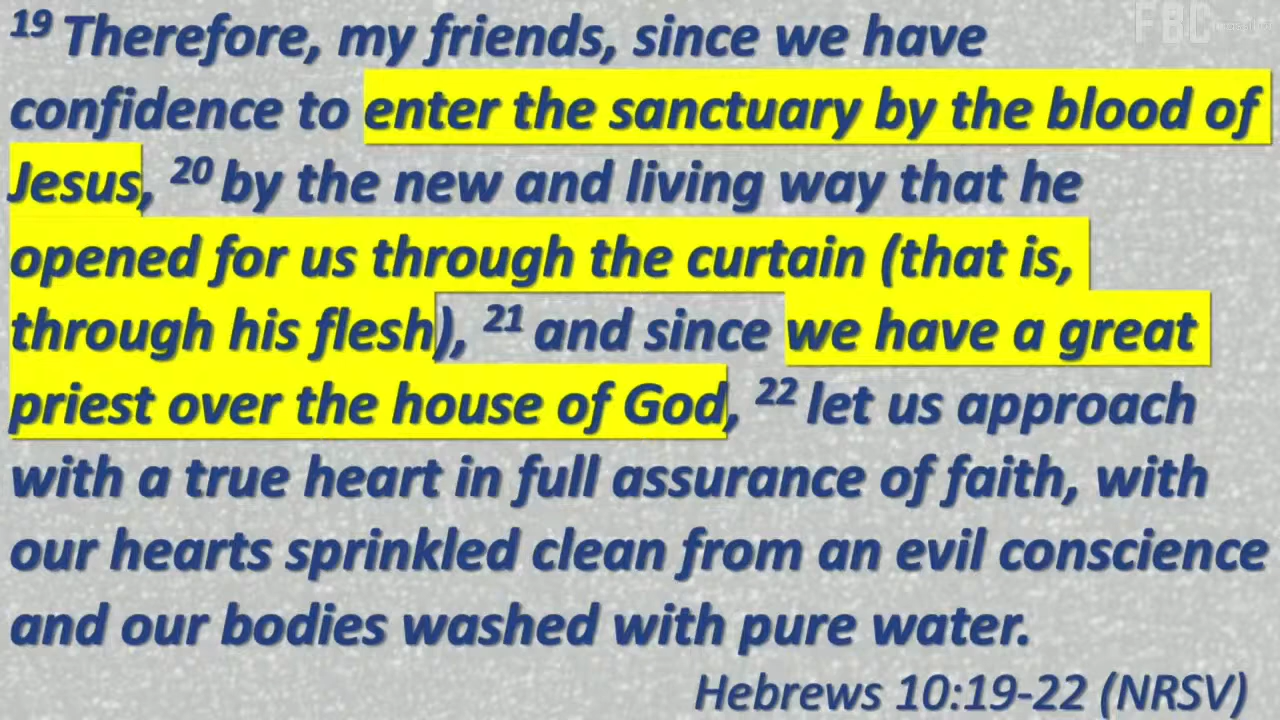 FBC
19 Therefore, my friends, since we have
confidence to enter the sanctuary by the blood of
Jesus, 20 by the new and living way that he
opened for us through the curtain (that is,
through his flesh), 21 and since we have a great
priest over the house of God, 22 let us approach
with a true heart in full assurance of faith, with
our hearts sprinkled clean from an evil conscience
and our bodies washed with pure water.
Hebrews 10:19-22 (NRSV)